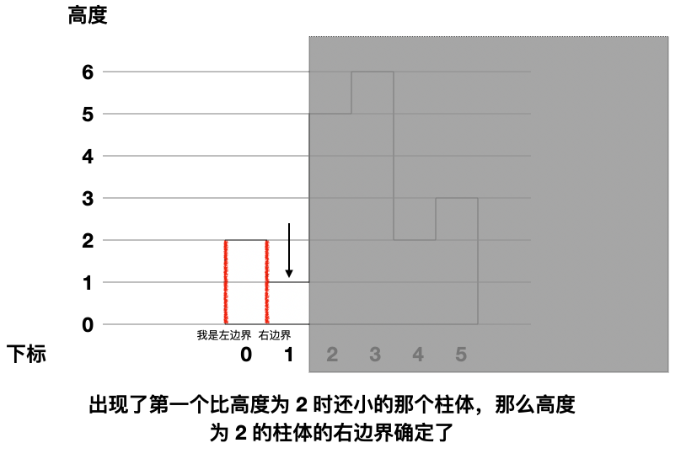 高度
6
5
4
3
2
1
0
我是左边界 右边界
下标 0 1 2 3 4 5
出现了第一个比高度为 2 时还小的那个柱体，那么高度
为 2 的柱体的右边界确定了